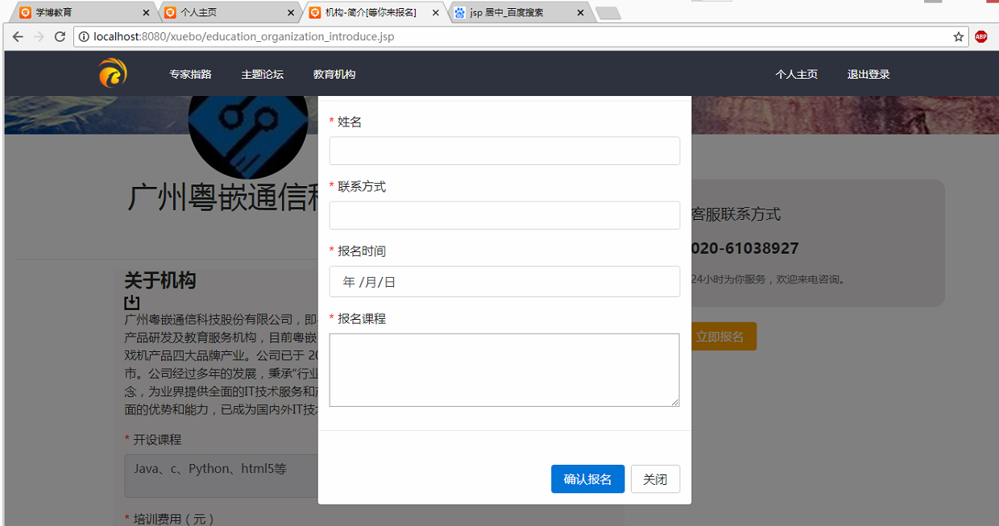 学博教育
个人主页
机构-简介[等你来报名]
jsp 居中_百度搜索
localhost:8080/xuebo/education_organization_introduce.jsp
ABP
专家指路
主题论坛
教育机构
个人主页
退出登录
* 姓名
* 联系方式
* 报名时间
年 /月/日
* 报名课程
确认报名
关闭
广州粤嵌通信科
客服联系方式
020-61038927
24小时为你服务，欢迎来电咨询。
立即报名
关于机构
广州粤嵌通信科技股份有限公司，即
产品研发及教育服务机构，目前粤嵌
戏机产品四大品牌产业。公司已于 20
市。公司经过多年的发展，秉承“行业
念，为业界提供全面的IT技术服务和
面的优势和能力，已成为国内外IT技
* 开设课程
Java、c、Python、html5等
* 培训费用（元）